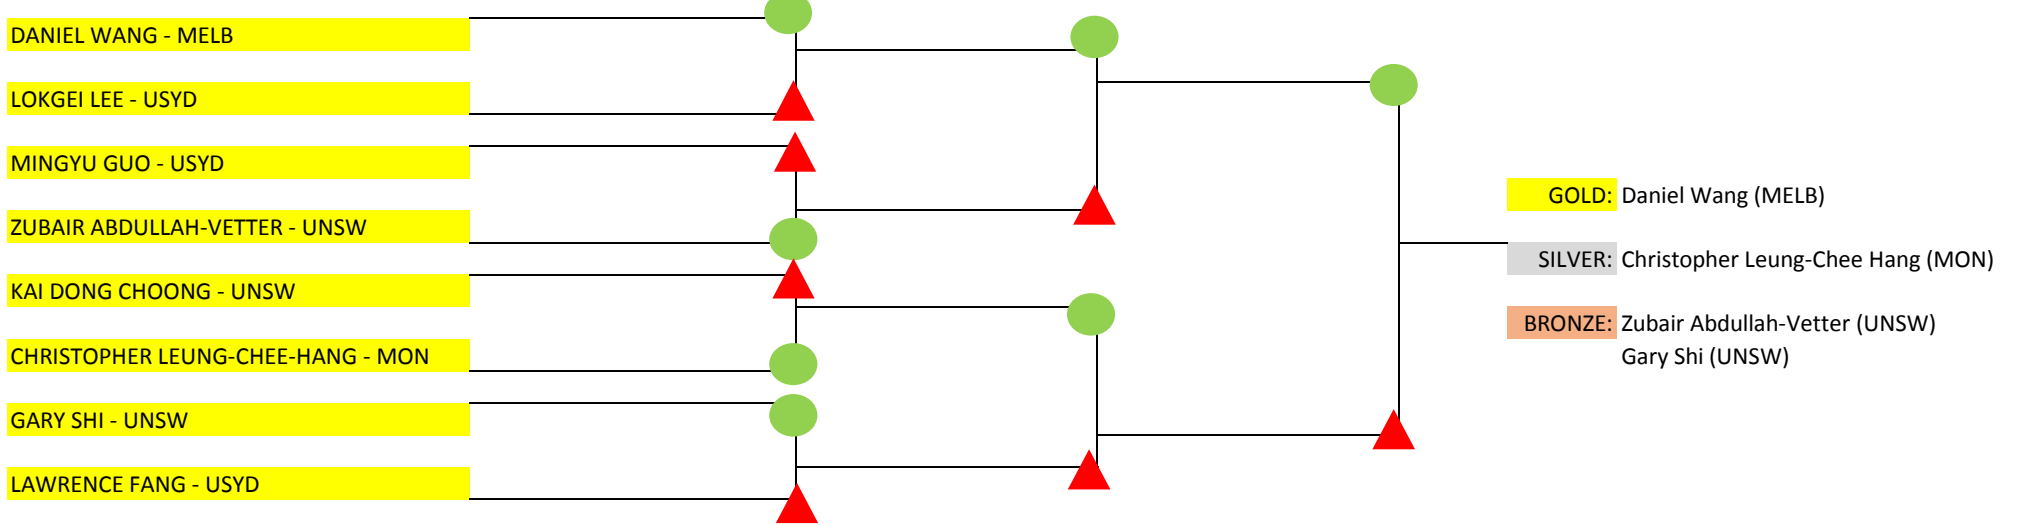 DANIEL WANG - MELB
LOKGEI LEE - USYD
MINGYU GUO - USYD
ZUBAIR ABDULLAH-VETTER - UNSW
KAI DONG CHOONG - UNSW
CHRISTOPHER LEUNG-CHEE-HANG - MON
GARY SHI - UNSW
LAWRENCE FANG - USYD
GOLD: Daniel Wang (MELB)
SILVER: Christopher Leung-Chee Hang (MON)
BRONZE: Zubair Abdullah-Vetter (UNSW)
Gary Shi (UNSW)